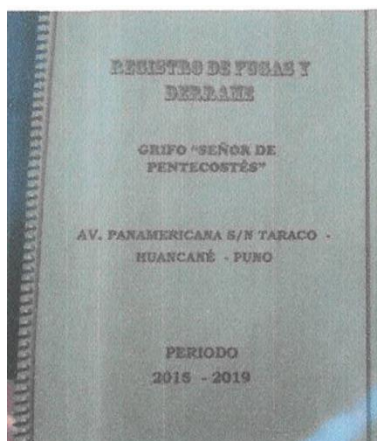 REGISTRO DE FUGAS Y
DERRAME
GRIFO "SEÑOR DE
PENTECOSTÉS"
AV. PANAMERICANA S/N TARACO -
HUANCANÉ - PUNO
PERIODO
2015 - 2019